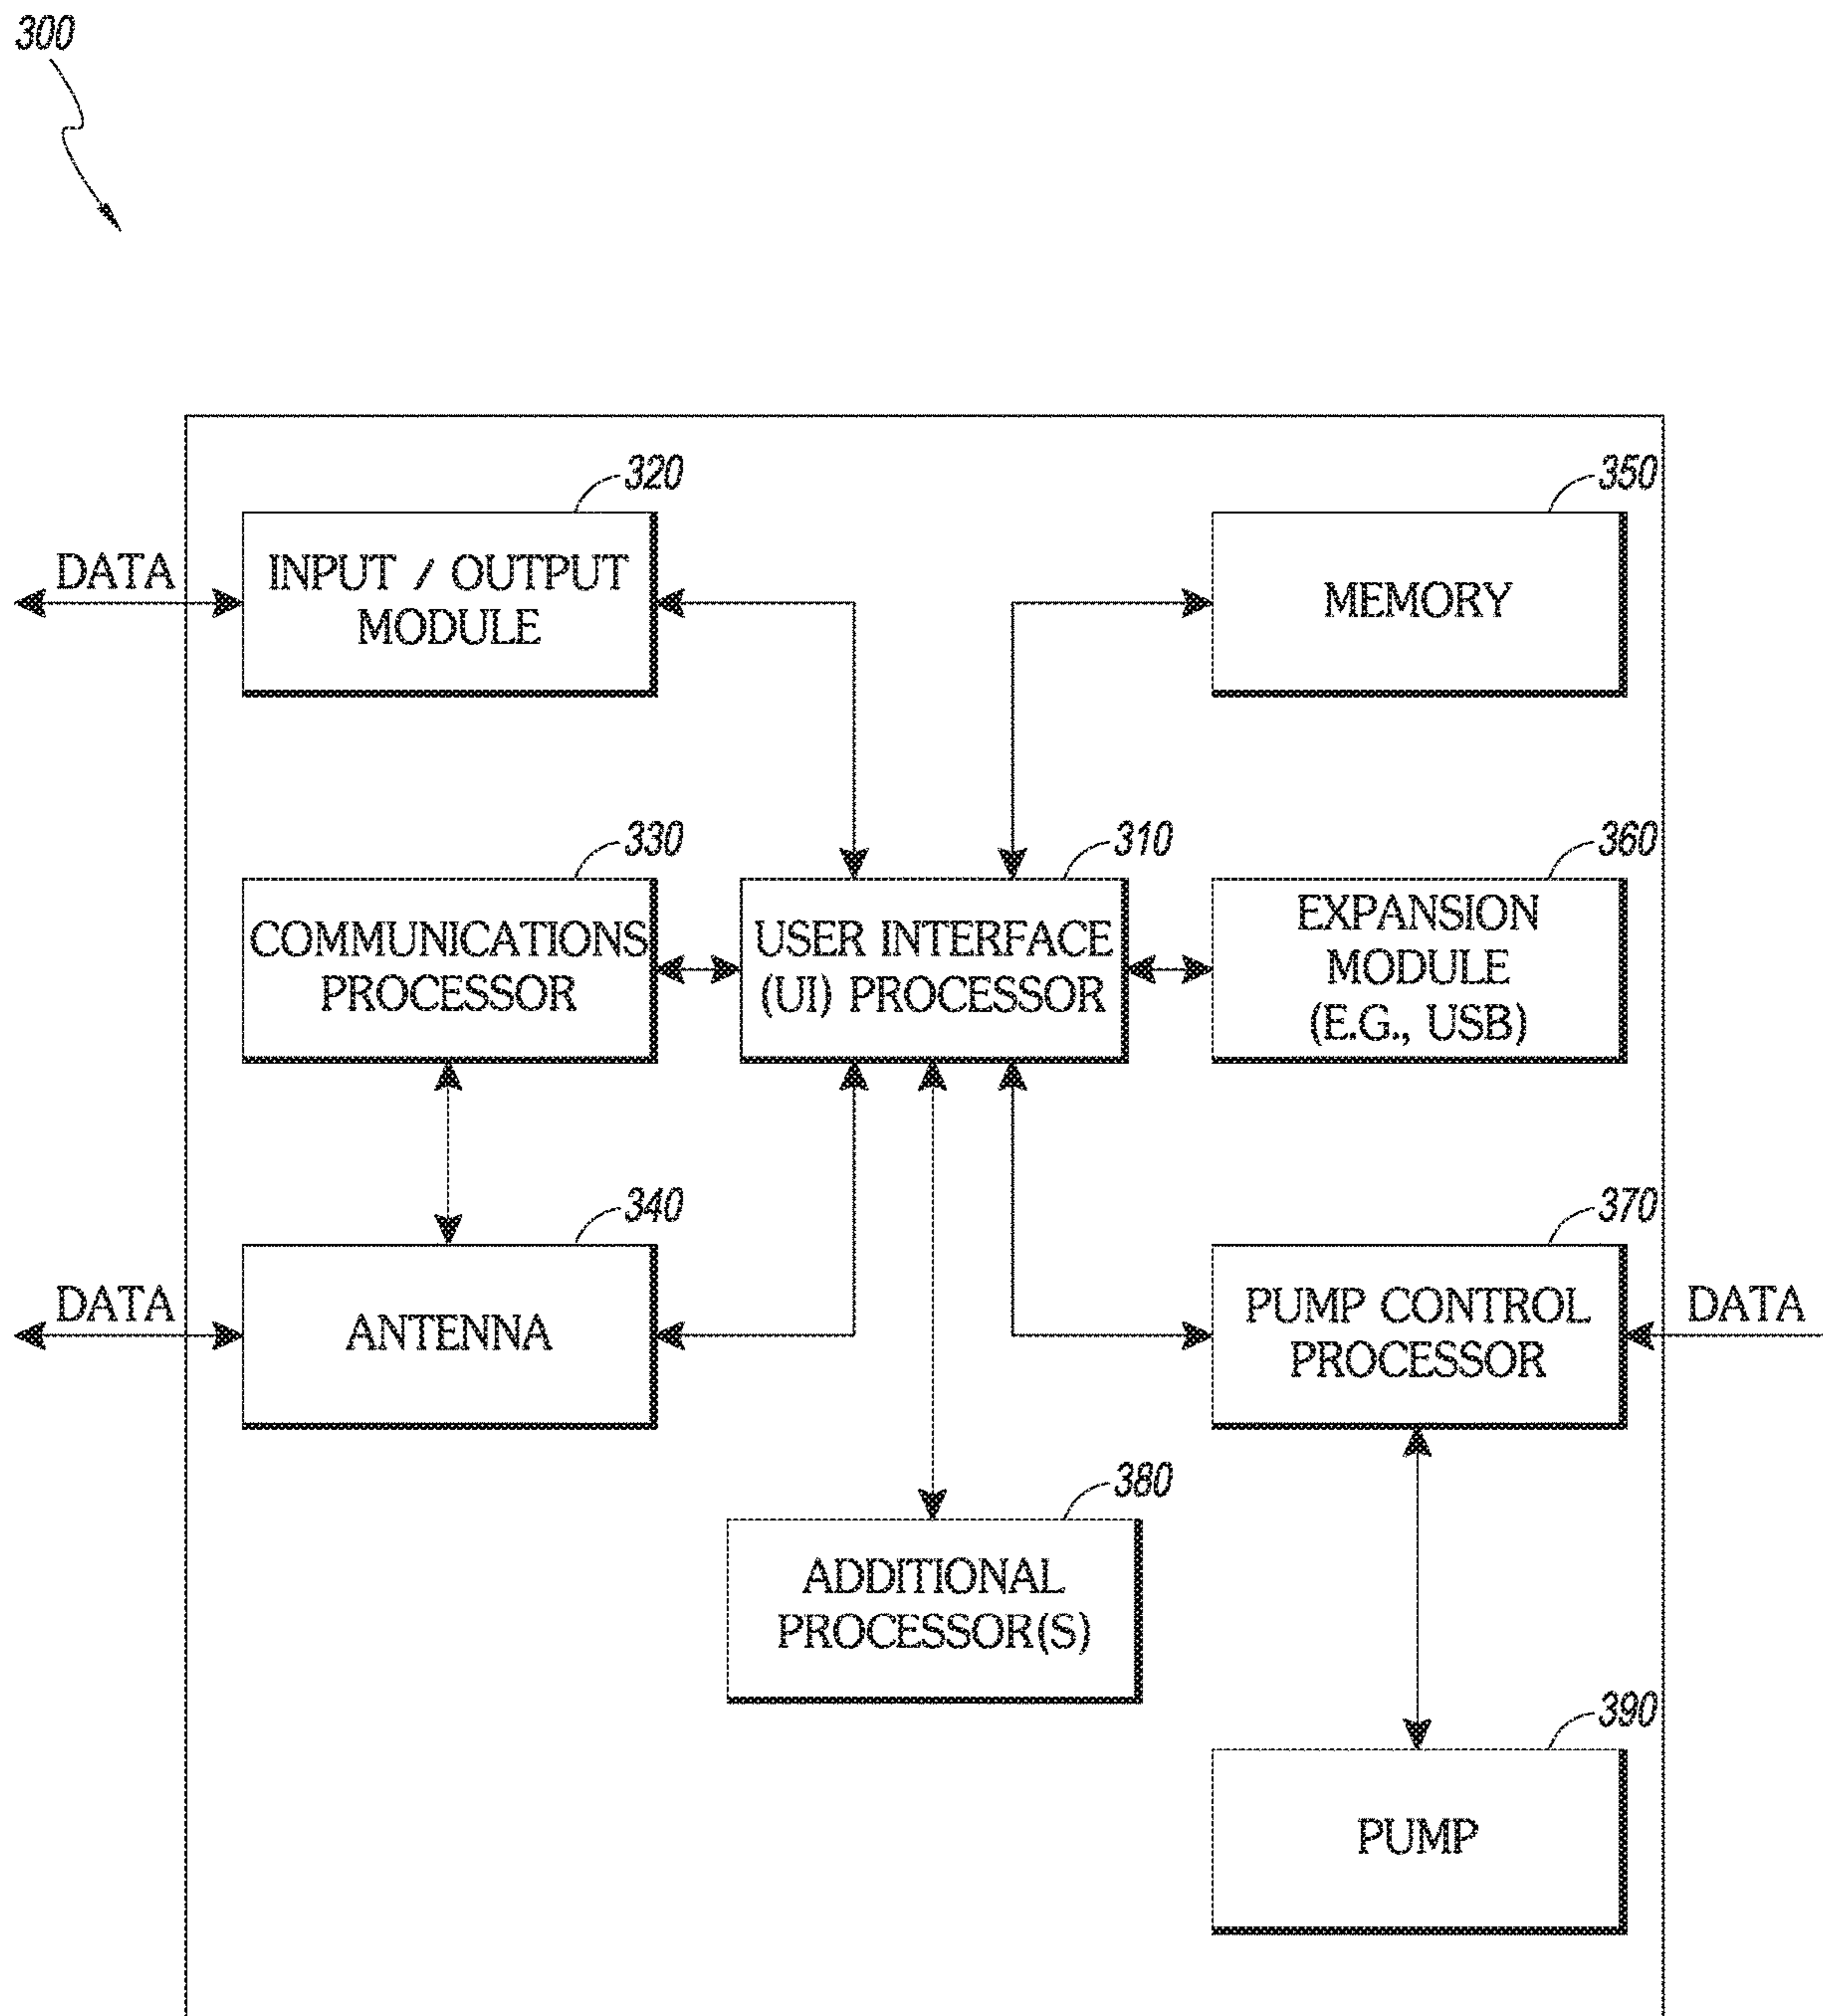 300
320
350
DATA
INPUT / OUTPUT
MODULE
MEMORY
330
310
360
COMMUNICATIONS
PROCESSOR
USER INTERFACE
(UI) PROCESSOR
EXPANSION
MODULE
(E.G., USB)
340
370
DATA
ANTENNA
PUMP CONTROL
PROCESSOR
DATA
380
ADDITIONAL
PROCESSOR(S)
390
PUMP